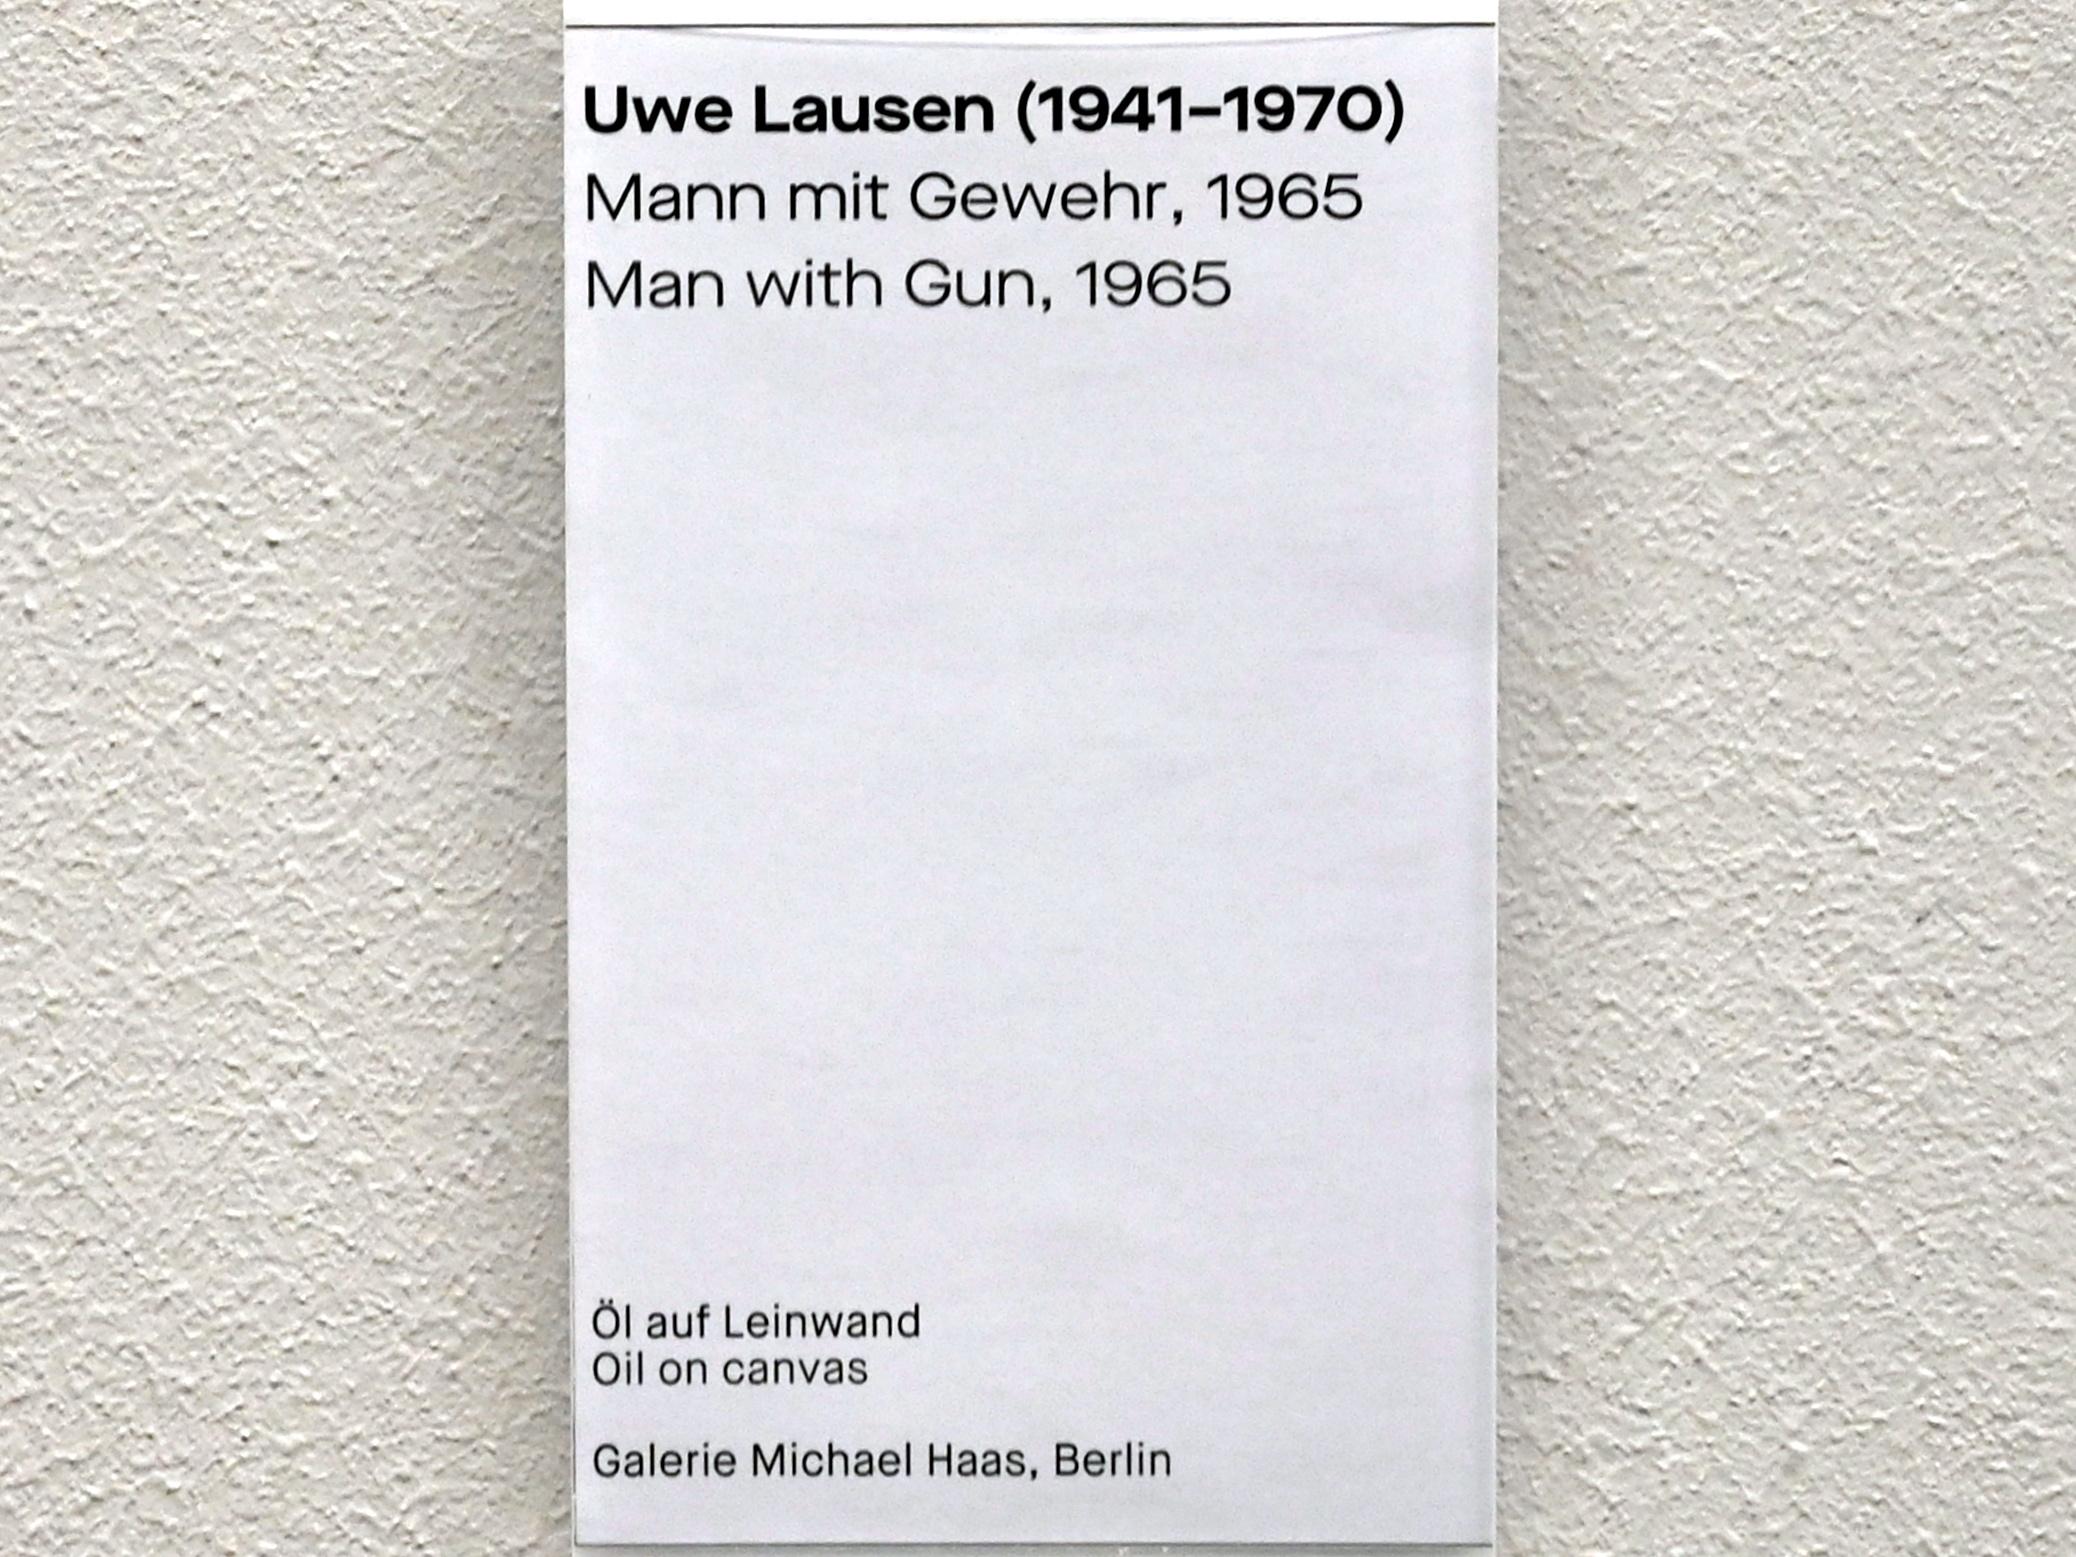 Uwe Lausen (1941–1970)
Mann mit Gewehr, 1965
Man with Gun, 1965
Öl auf Leinwand
Oil on canvas
Galerie Michael Haas, Berlin